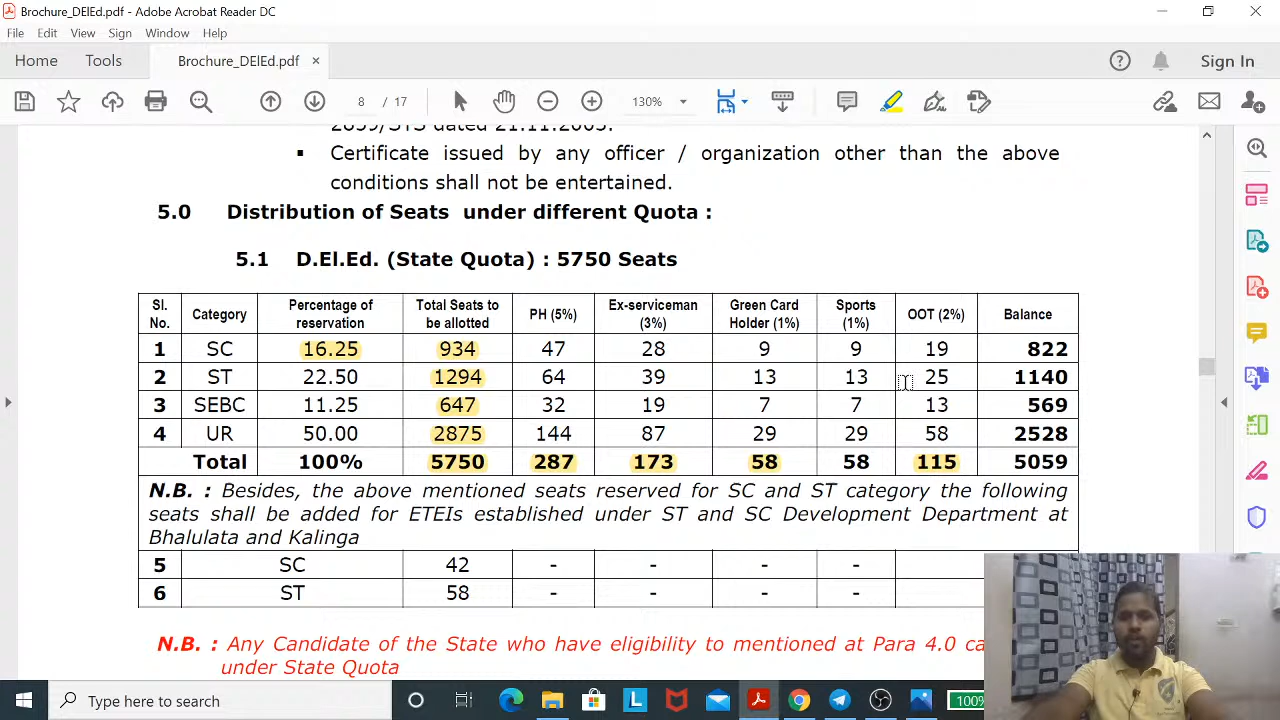 Brochure_DElEd.pdf - Adobe Acrobat Reader DC
File Edit View Sign Window Help
Home Tools Brochure_DElEd.pdf × Sign In
8 / 17 130%
Certificate issued by any officer / organization other than the above
conditions shall not be entertained.
5.0 Distribution of Seats under different Quota :
5.1 D.El.Ed. (State Quota) : 5750 Seats
Sl. No. Category Percentage of reservation Total Seats to be allotted PH (5%) Ex-serviceman (3%) Green Card Holder (1%) Sports (1%) OOT (2%) Balance
1 SC 16.25 934 47 28 9 9 19 822
2 ST 22.50 1294 64 39 13 13 25 1140
3 SEBC 11.25 647 32 19 7 7 13 569
4 UR 50.00 2875 144 87 29 29 58 2528
Total 100% 5750 287 173 58 58 115 5059
N.B. : Besides, the above mentioned seats reserved for SC and ST category the following
seats shall be added for ETEIs established under ST and SC Development Department at
Bhalulata and Kalinga
5 SC 42 - - - -
6 ST 58 - - - -
N.B. : Any Candidate of the State who have eligibility to mentioned at Para 4.0
under State Quota
Type here to search 100%